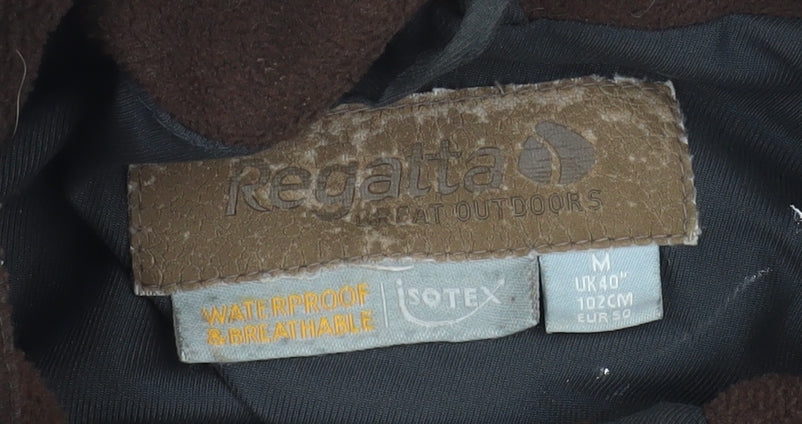 Regatta
GREAT OUTDOORS
WATERPROOF
& BREATHABLE
isotex
M
UK 40"
102CM
EUR 50